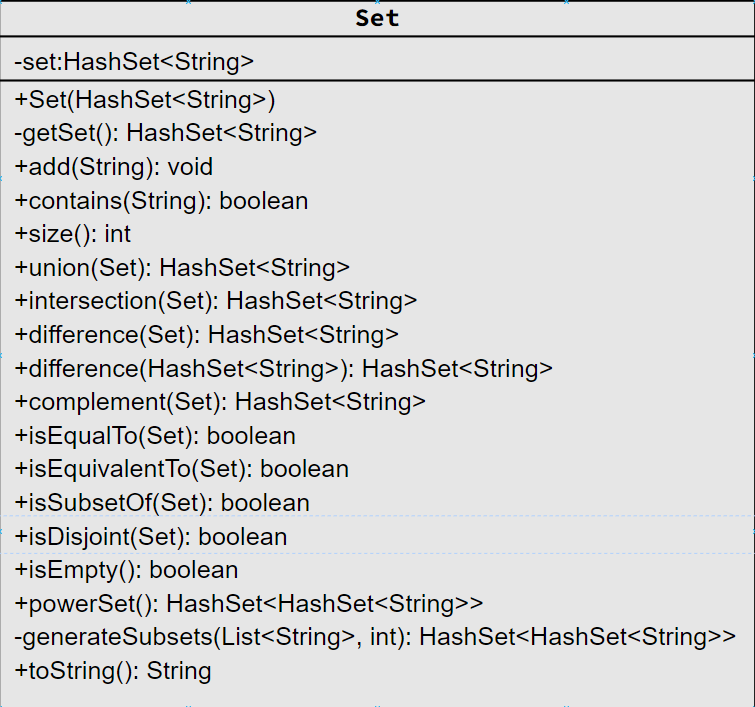 Set
-set:HashSet<String>
+Set(HashSet<String>)
-getSet(): HashSet<String>
+add(String): void
+contains(String): boolean
+size(): int
+union(Set): HashSet<String>
+intersection(Set): HashSet<String>
+difference(Set): HashSet<String>
+difference(HashSet<String>): HashSet<String>
+complement(Set): HashSet<String>
+isEqualTo(Set): boolean
+isEquivalentTo(Set): boolean
+isSubsetOf(Set): boolean
+isDisjoint(Set): boolean
+isEmpty(): boolean
+powerSet(): HashSet<HashSet<String>>
-generateSubsets(List<String>, int): HashSet<HashSet<String>>
+toString(): String